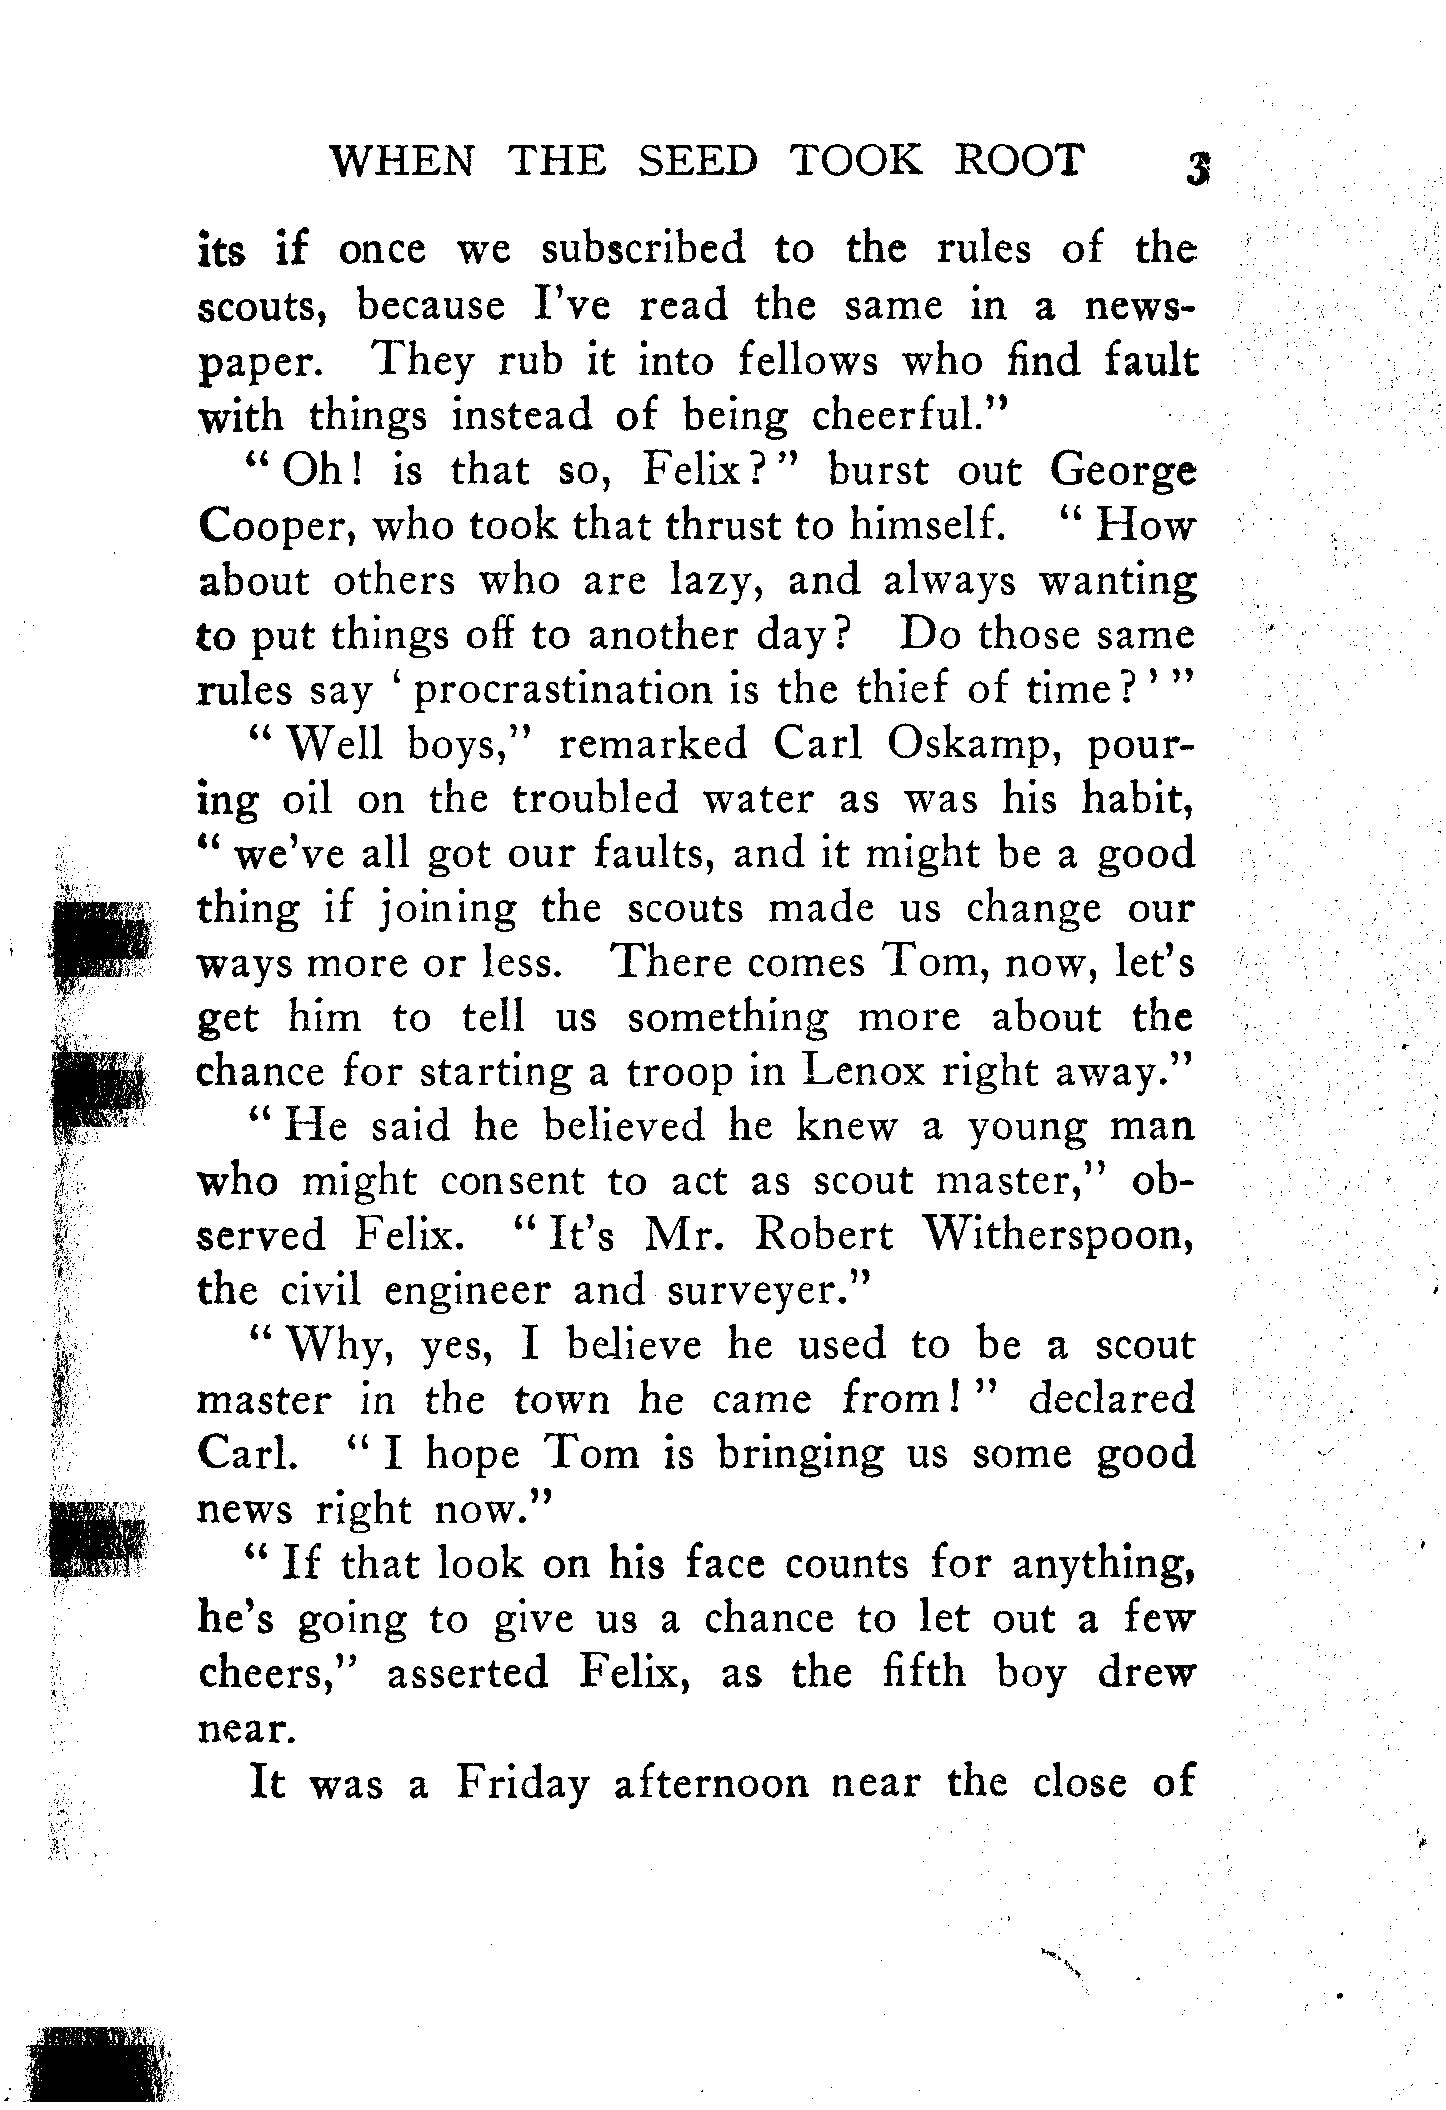 WHEN THE SEED TOOK ROOT 3
its if once we subscribed to the rules of the
scouts, because I've read the same in a news-
paper. They rub it into fellows who find fault
with things instead of being cheerful."
"Oh! is that so, Felix?" burst out George
Cooper, who took that thrust to himself. "How
about others who are lazy, and always wanting
to put things off to another day? Do those same
rules say 'procrastination is the thief of time?'"
"Well boys," remarked Carl Oskamp, pour-
ing oil on the troubled water as was his habit,
"we've all got our faults, and it might be a good
thing if joining the scouts made us change our
ways more or less. There comes Tom, now, let's
get him to tell us something more about the
chance for starting a troop in Lenox right away."
"He said he believed he knew a young man
who might consent to act as scout master," ob-
served Felix. "It's Mr. Robert Witherspoon,
the civil engineer and surveyer."
"Why, yes, I believe he used to be a scout
master in the town he came from!" declared
Carl. "I hope Tom is bringing us some good
news right now."
"If that look on his face counts for anything,
he's going to give us a chance to let out a few
cheers," asserted Felix, as the fifth boy drew
near.
It was a Friday afternoon near the close of